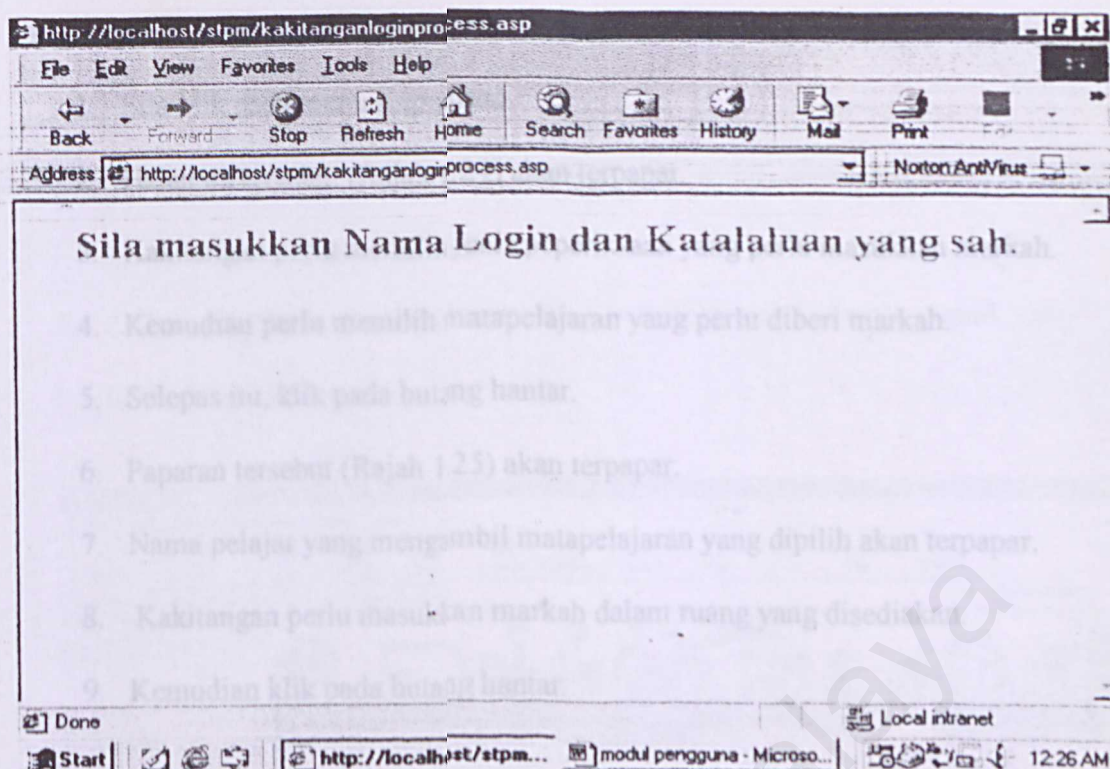 http://localhost/stpm/kakitanganloginprocess.asp
File Edit View Favorites Tools Help
Back Forward Stop Refresh Home Search Favorites History Mail Print
Address http://localhost/stpm/kakitanganloginprocess.asp Norton AntiVirus
terpapar.
Sila masukkan Nama Login dan Katalaluan yang sah.
4. Kemudian perlu memilih matapelajaran yang perlu diberi markah.
5. Selepas itu, klik pada butang hantar.
6. Paparan tersebut (Rajah 1.25) akan terpapar.
7. Nama pelajar yang mengambil matapelajaran yang dipilih akan terpapar.
8. Kakitangan perlu masukkan markah dalam ruang yang disediakan.
9. Kemudian klik pada butang hantar.
Done Local intranet
Start http://localhost/stpm... modul pengguna - Microso... 12:26 AM
laya